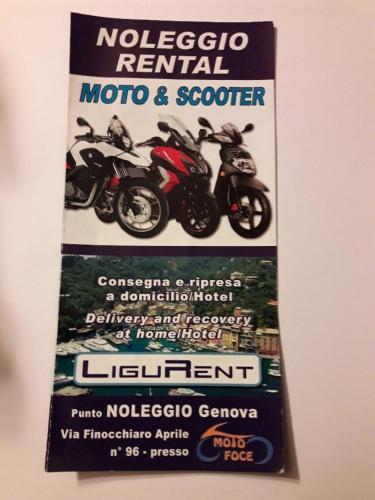 NOLEGGIO
RENTAL
MOTO & SCOOTER
Consegna e ripresa
a domicilio/Hotel
Delivery and recovery
at home/Hotel
LIGURENT
Punto NOLEGGIO Genova
Via Finocchiaro Aprile
n° 96 - presso
MOTO
FOCE